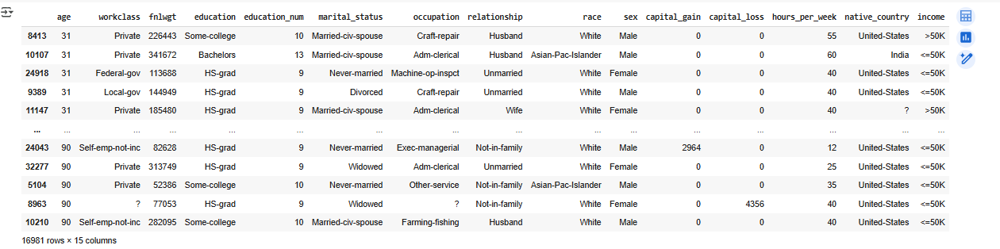 age workclass fnlwgt education education_num marital_status occupation relationship race sex capital_gain capital_loss hours_per_week native_country income
8413 31 Private 226443 Some-college 10 Married-civ-spouse Craft-repair Husband White Male 0 0 55 United-States >50K
10107 31 Private 341672 Bachelors 13 Married-civ-spouse Adm-clerical Husband Asian-Pac-Islander Male 0 0 60 India <=50K
24918 31 Federal-gov 113688 HS-grad 9 Never-married Machine-op-inspct Unmarried White Female 0 0 40 United-States <=50K
9389 31 Local-gov 144949 HS-grad 9 Divorced Craft-repair Unmarried White Male 0 0 40 United-States <=50K
11147 31 Private 185480 HS-grad 9 Married-civ-spouse Adm-clerical Wife White Female 0 0 40 ? >50K
... ... ... ... ... ... ... ... ... ... ... ... ... ... ... ...
24043 90 Self-emp-not-inc 82628 HS-grad 9 Never-married Exec-managerial Not-in-family White Male 2964 0 12 United-States <=50K
32277 90 Private 313749 HS-grad 9 Widowed Adm-clerical Unmarried White Female 0 0 25 United-States <=50K
5104 90 Private 52386 Some-college 10 Never-married Other-service Not-in-family Asian-Pac-Islander Male 0 0 35 United-States <=50K
8963 90 ? 77053 HS-grad 9 Widowed ? Not-in-family White Female 0 4356 40 United-States <=50K
10210 90 Self-emp-not-inc 282095 Some-college 10 Married-civ-spouse Farming-fishing Husband White Male 0 0 40 United-States <=50K
16981 rows × 15 columns